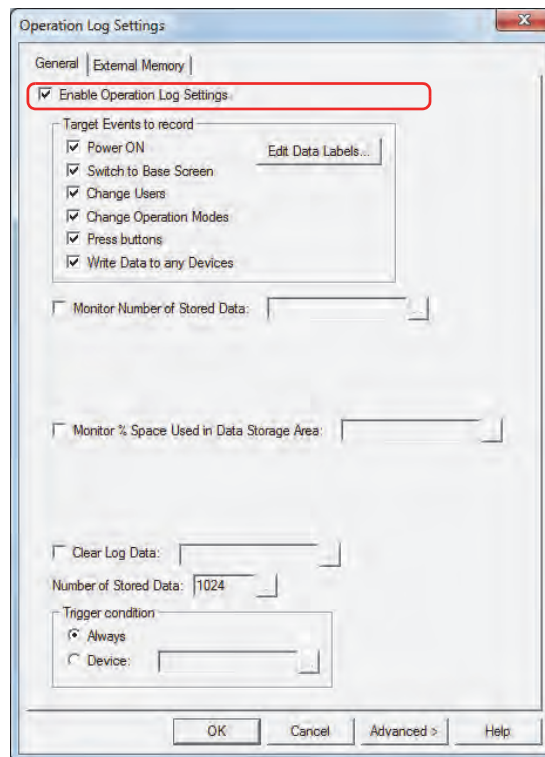 Operation Log Settings
General
External Memory
Enable Operation Log Settings
Target Events to record
Power ON
Edit Data Labels...
Switch to Base Screen
Change Users
Change Operation Modes
Press buttons
Write Data to any Devices
Monitor Number of Stored Data:
...
Monitor % Space Used in Data Storage Area:
...
Clear Log Data:
...
Number of Stored Data: 1024 ...
Trigger condition
Always
Device:
...
OK Cancel Advanced > Help